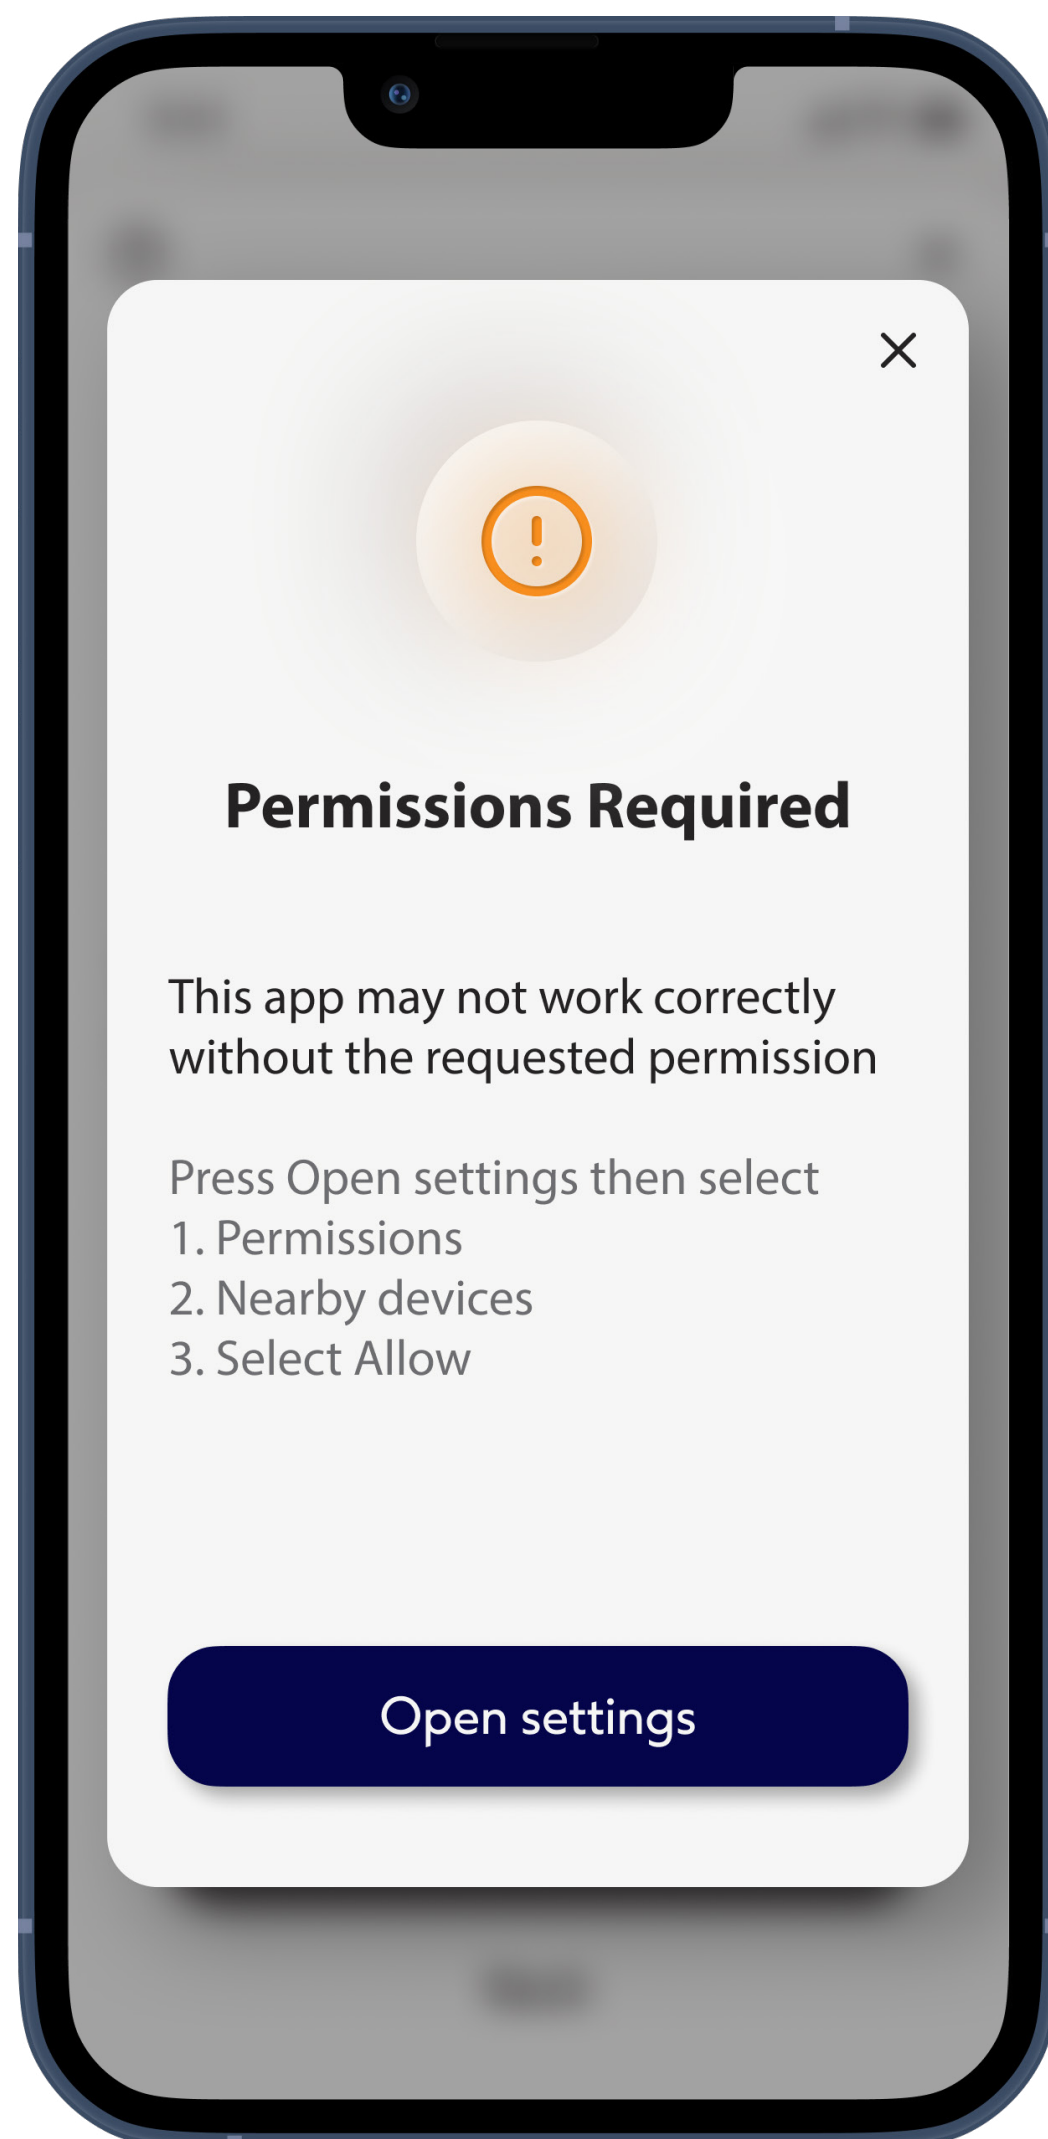 Permissions Required
This app may not work correctly
without the requested permission
Press Open settings then select
1. Permissions
2. Nearby devices
3. Select Allow
Open settings